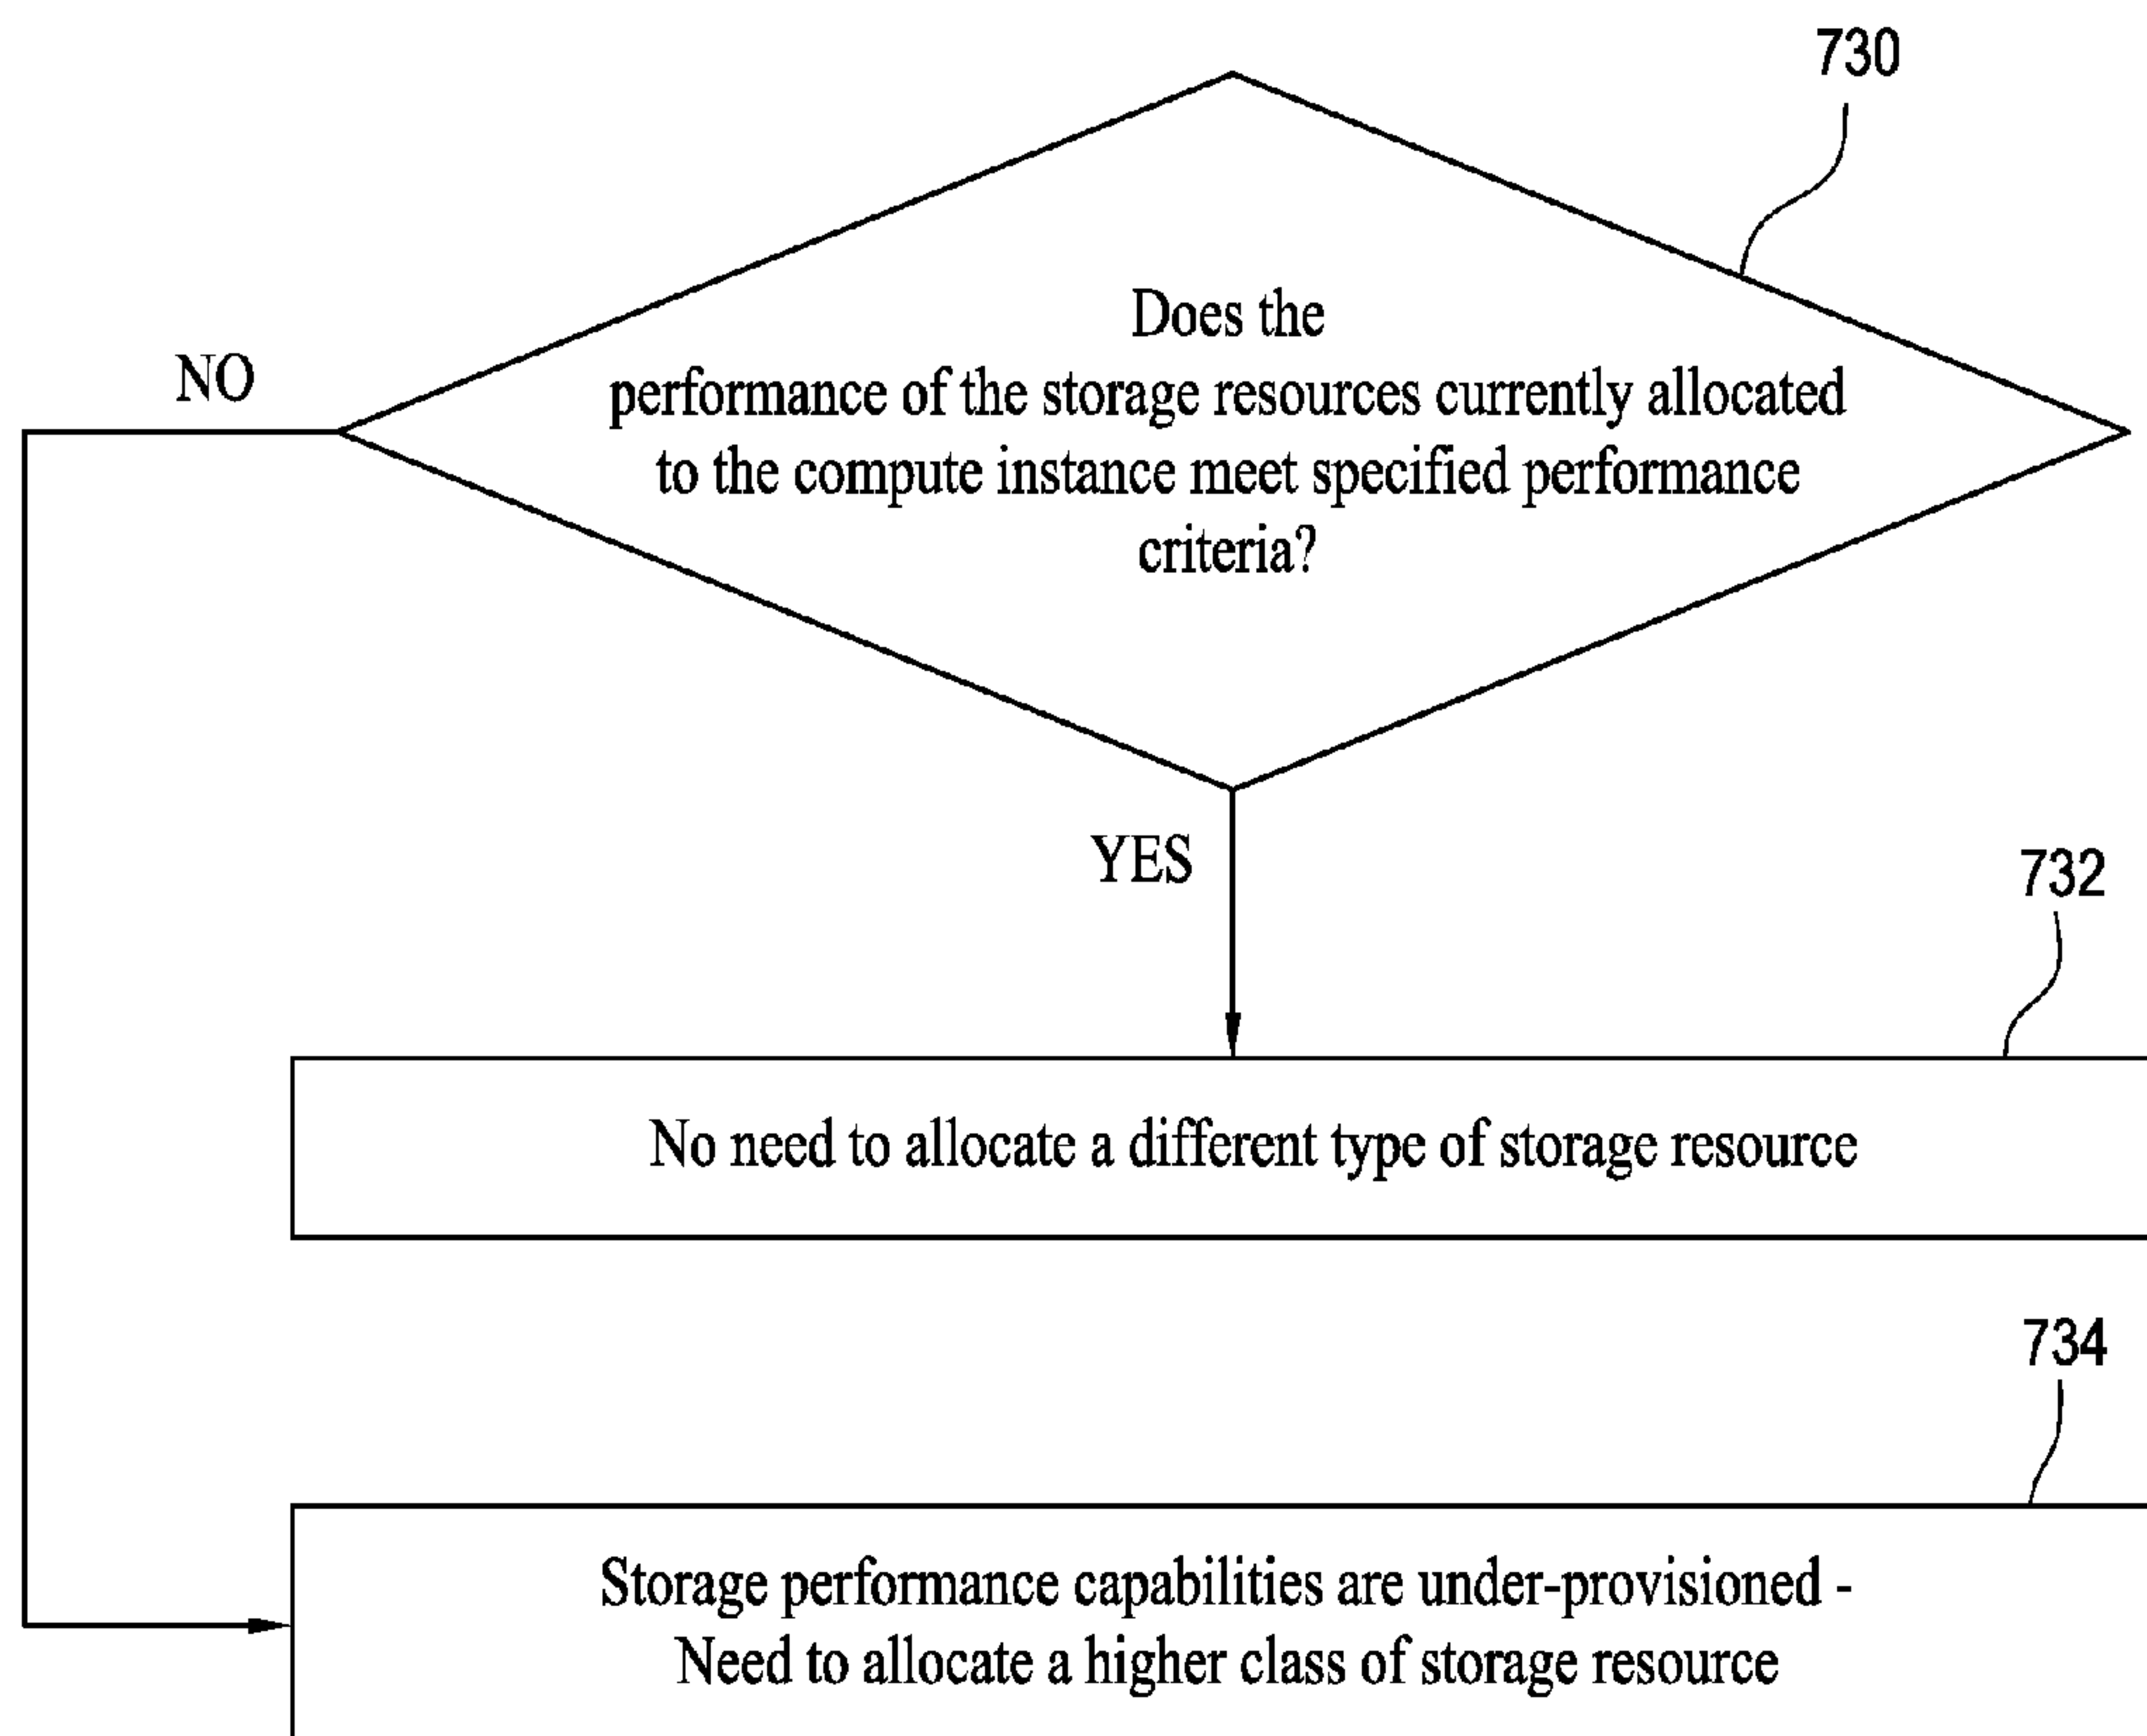 730
Does the
performance of the storage resources currently allocated
to the compute instance meet specified performance
criteria?
NO
YES
732
No need to allocate a different type of storage resource
734
Storage performance capabilities are under-provisioned -
Need to allocate a higher class of storage resource